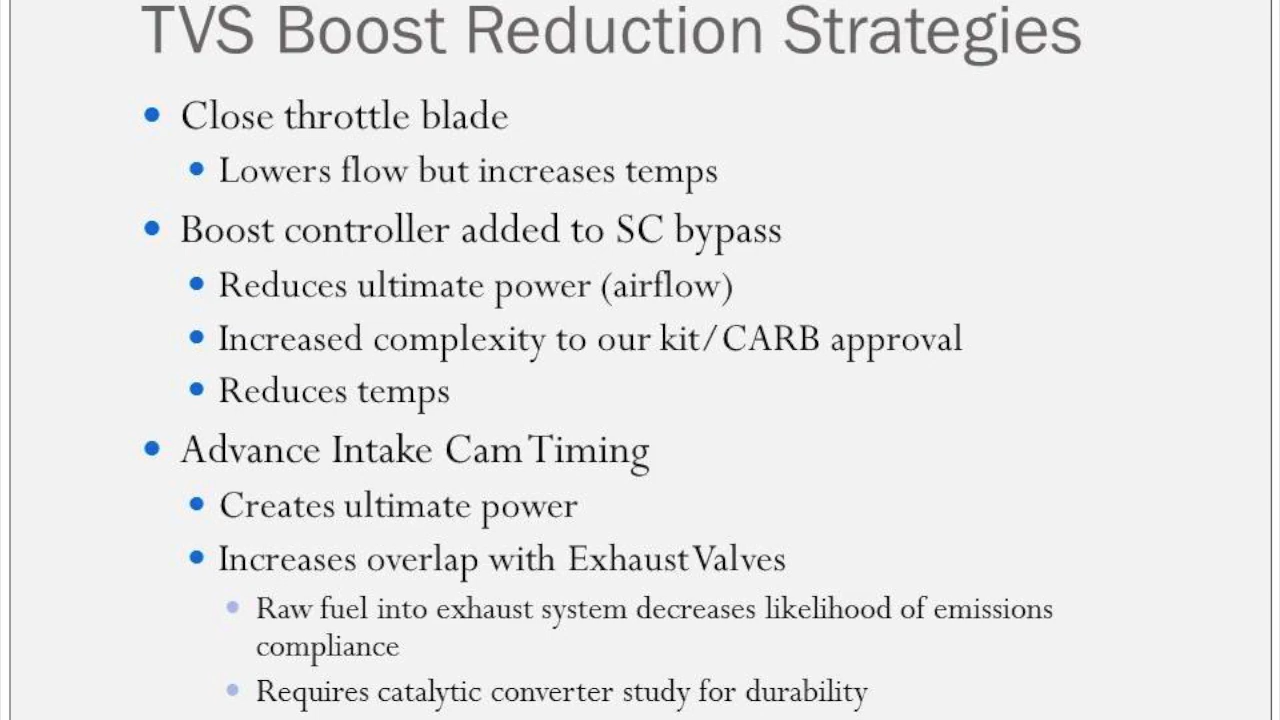 TVS Boost Reduction Strategies
• Close throttle blade
• Lowers flow but increases temps
• Boost controller added to SC bypass
• Reduces ultimate power (airflow)
• Increased complexity to our kit/CARB approval
• Reduces temps
• Advance Intake Cam Timing
• Creates ultimate power
• Increases overlap with Exhaust Valves
• Raw fuel into exhaust system decreases likelihood of emissions
compliance
• Requires catalytic converter study for durability